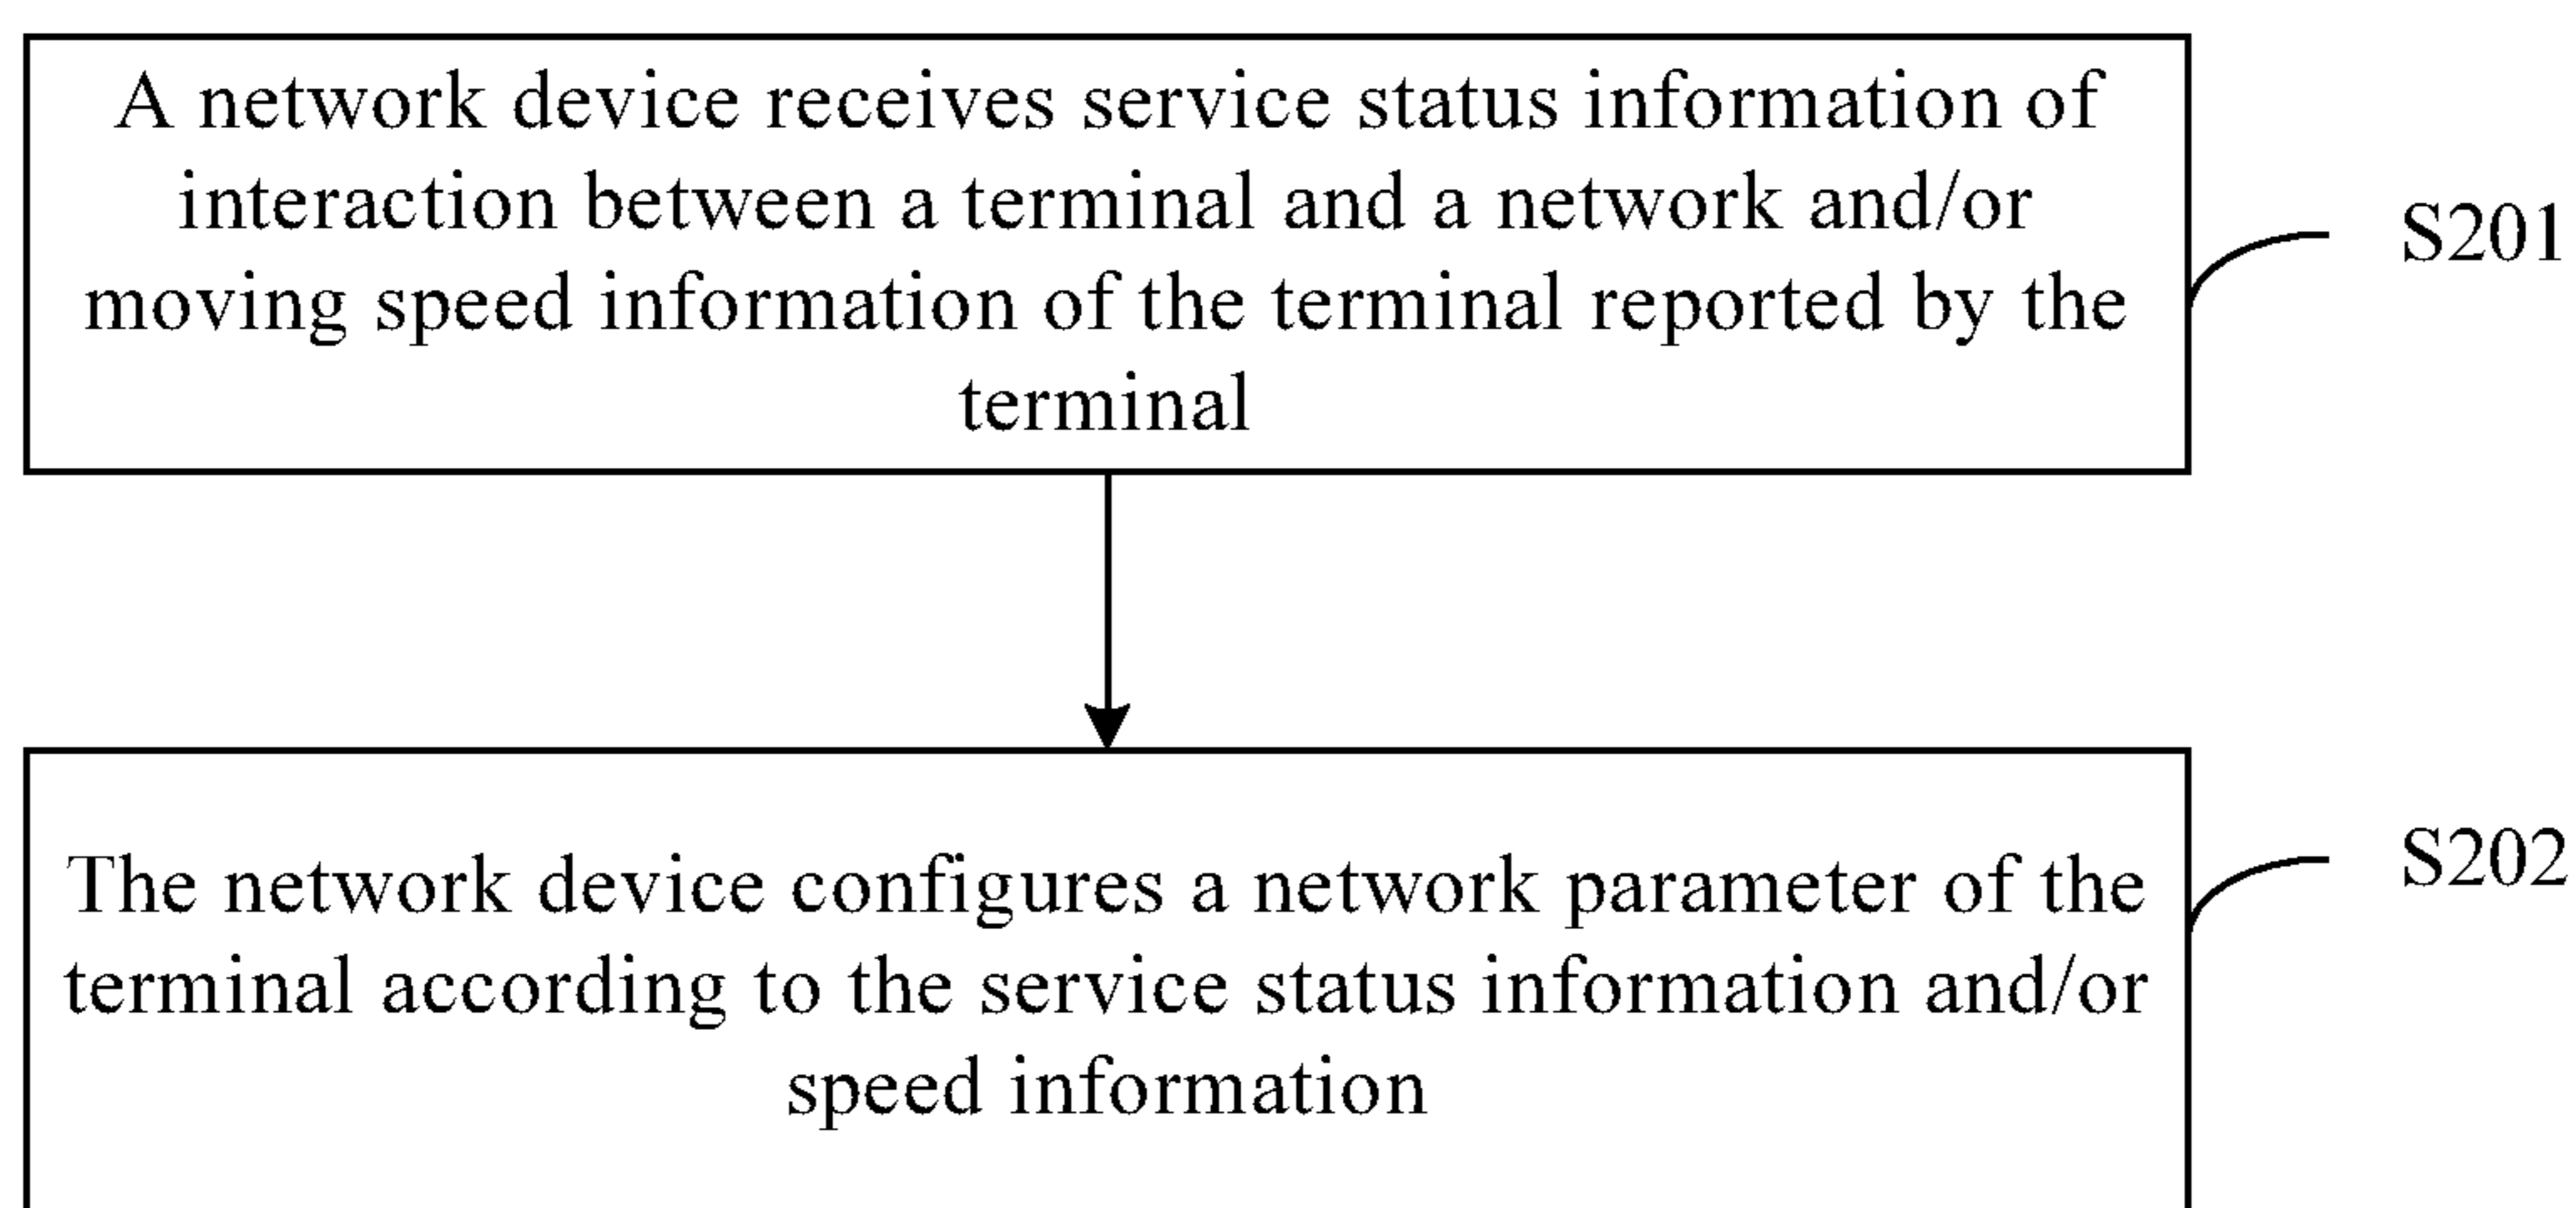 A network device receives service status information of
interaction between a terminal and a network and/or
moving speed information of the terminal reported by the
terminal
S201
The network device configures a network parameter of the
terminal according to the service status information and/or
speed information
S202